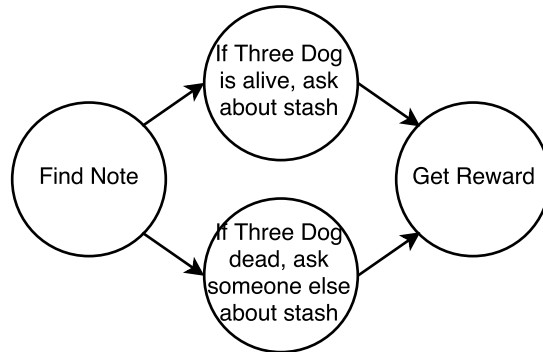 If Three Dog
is alive, ask
about stash
Find Note
Get Reward
If Three Dog
dead, ask
someone else
about stash